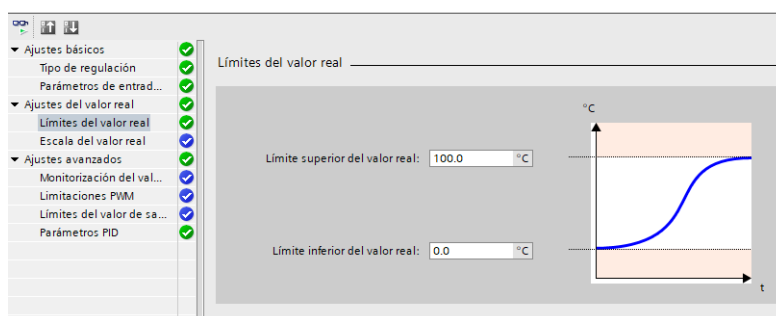 Ajustes básicos
Tipo de regulación
Parámetros de entrad...
Ajustes del valor real
Límites del valor real
Escala del valor real
Ajustes avanzados
Monitorización del val...
Limitaciones PWM
Límites del valor de sa...
Parámetros PID
Límites del valor real
°C
Límite superior del valor real: 100.0 °C
Límite inferior del valor real: 0.0 °C
t